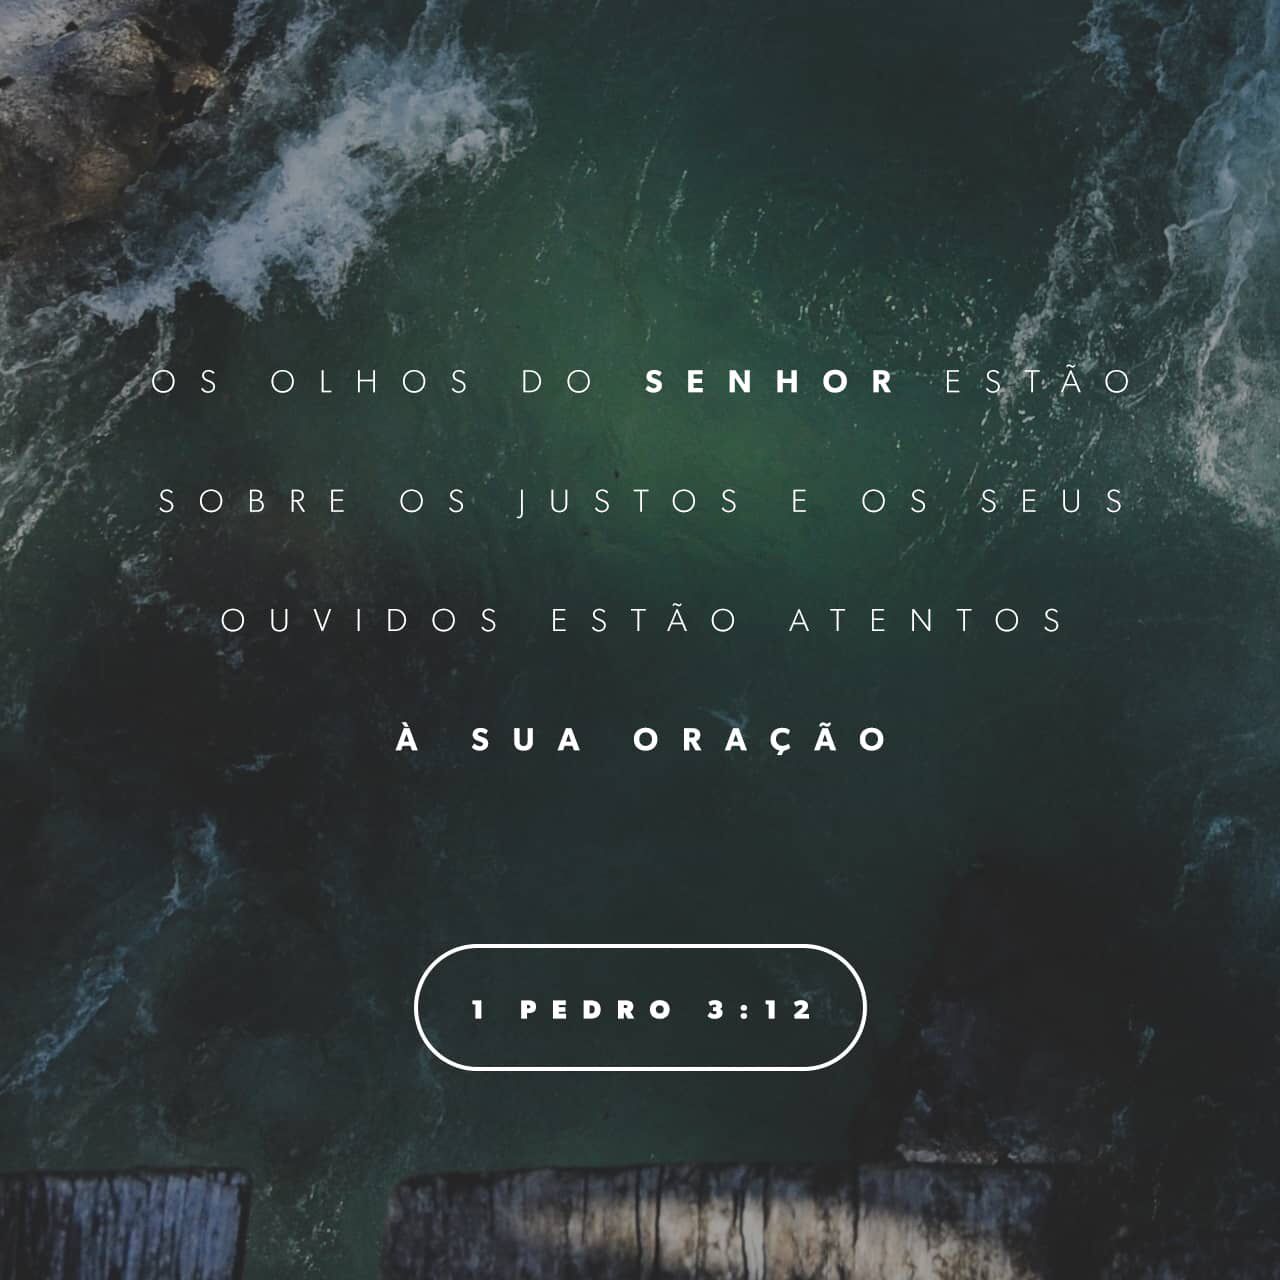 OS OLHOS DO SENHOR ESTÃO
SOBRE OS JUSTOS E OS SEUS
OUVIDOS ESTÃO ATENTOS
À SUA ORAÇÃO
1 PEDRO 3:12